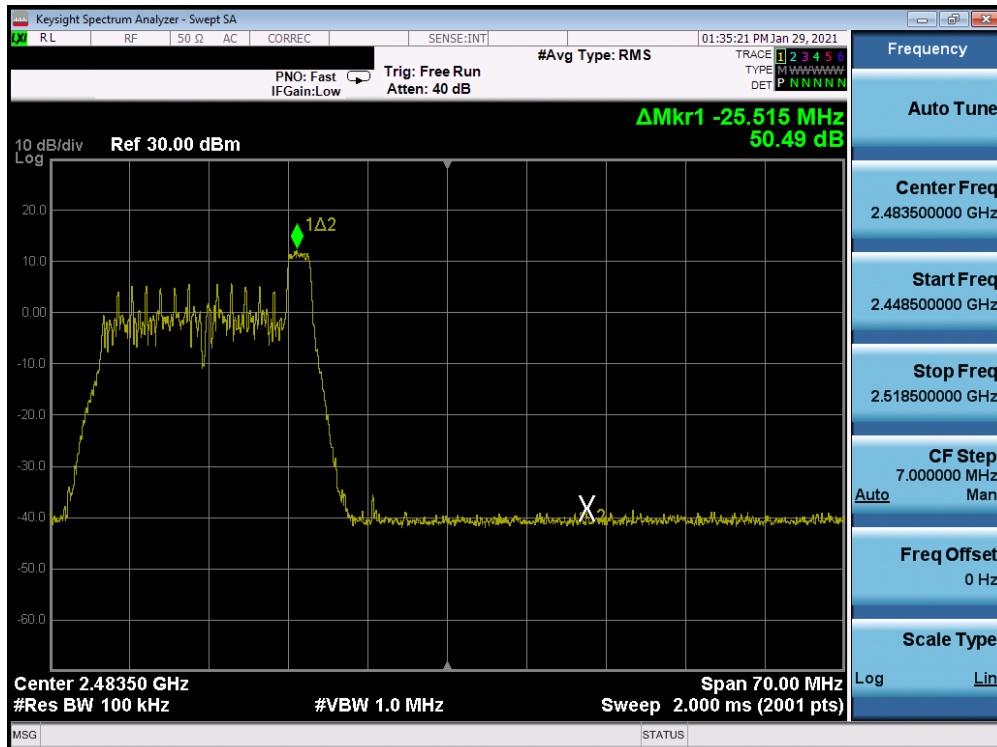 Keysight Spectrum Analyzer - Swept SA
LXI RL RF 50 Ω AC CORREC SENSE:INT 01:35:21 PM Jan 29, 2021
#Avg Type: RMS
TRACE 1 2 3 4 5 6
TYPE M W W W W W
DET P N N N N N
PNO: Fast
IFGain:Low
Trig: Free Run
Atten: 40 dB
ΔMkr1 -25.515 MHz
50.49 dB
10 dB/div Ref 30.00 dBm
Log
20.0
10.0
0.00
-10.0
-20.0
-30.0
-40.0
-50.0
-60.0
1Δ2
X2
Center 2.48350 GHz Span 70.00 MHz
#Res BW 100 kHz #VBW 1.0 MHz Sweep 2.000 ms (2001 pts)
MSG STATUS
Frequency
Auto Tune
Center Freq
2.483500000 GHz
Start Freq
2.448500000 GHz
Stop Freq
2.518500000 GHz
CF Step
7.000000 MHz
Auto Man
Freq Offset
0 Hz
Scale Type
Log Lin